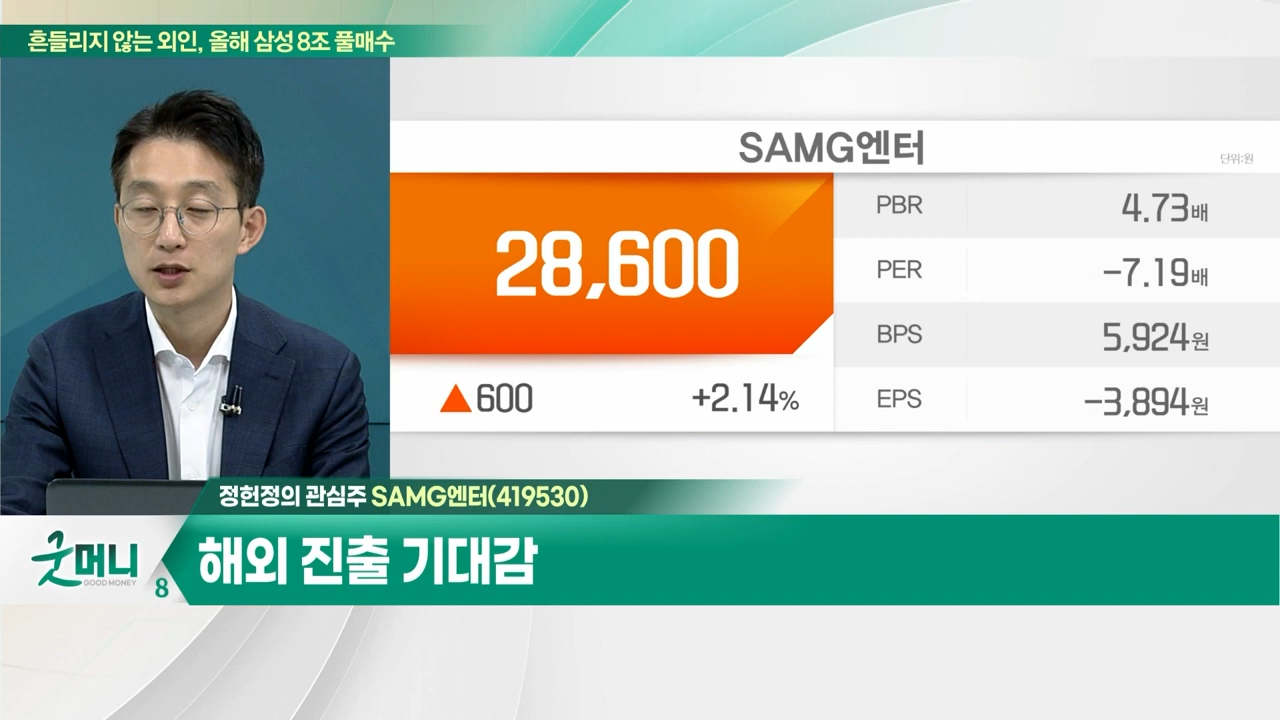 흔들리지 않는 외인, 올해 삼성 8조 풀매수
SAMG엔터
단위:원
28,600
▲600 +2.14%
PBR 4.73배
PER -7.19배
BPS 5,924원
EPS -3,894원
정헌정의 관심주 SAMG엔터(419530)
굿머니
GOOD MONEY
8
해외 진출 기대감